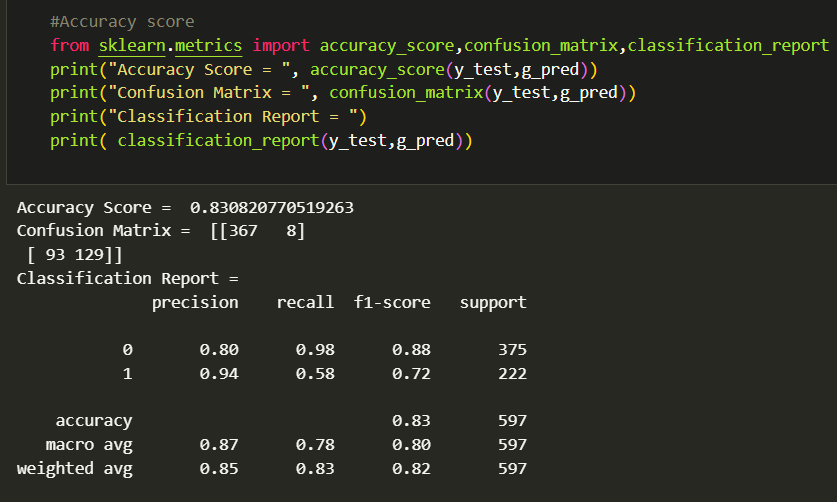 #Accuracy score
from sklearn.metrics import accuracy_score,confusion_matrix,classification_report
print("Accuracy Score = ", accuracy_score(y_test,g_pred))
print("Confusion Matrix = ", confusion_matrix(y_test,g_pred))
print("Classification Report = ")
print( classification_report(y_test,g_pred))
Accuracy Score =  0.830820770519263
Confusion Matrix =  [[367   8]
 [ 93 129]]
Classification Report =
              precision    recall  f1-score   support
           0       0.80      0.98      0.88       375
           1       0.94      0.58      0.72       222
    accuracy                           0.83       597
   macro avg       0.87      0.78      0.80       597
weighted avg       0.85      0.83      0.82       597